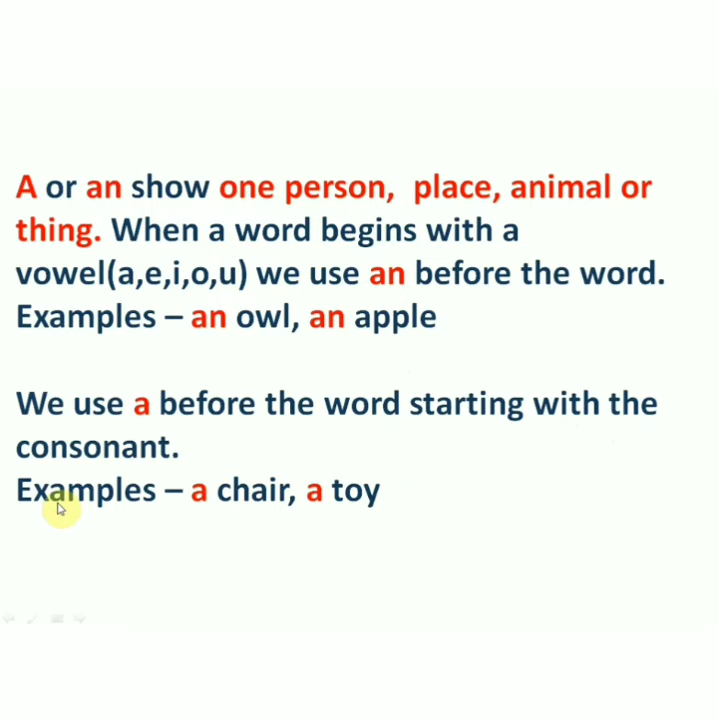 A or an show one person, place, animal or
thing. When a word begins with a
vowel(a,e,i,o,u) we use an before the word.
Examples – an owl, an apple
We use a before the word starting with the
consonant.
Examples – a chair, a toy